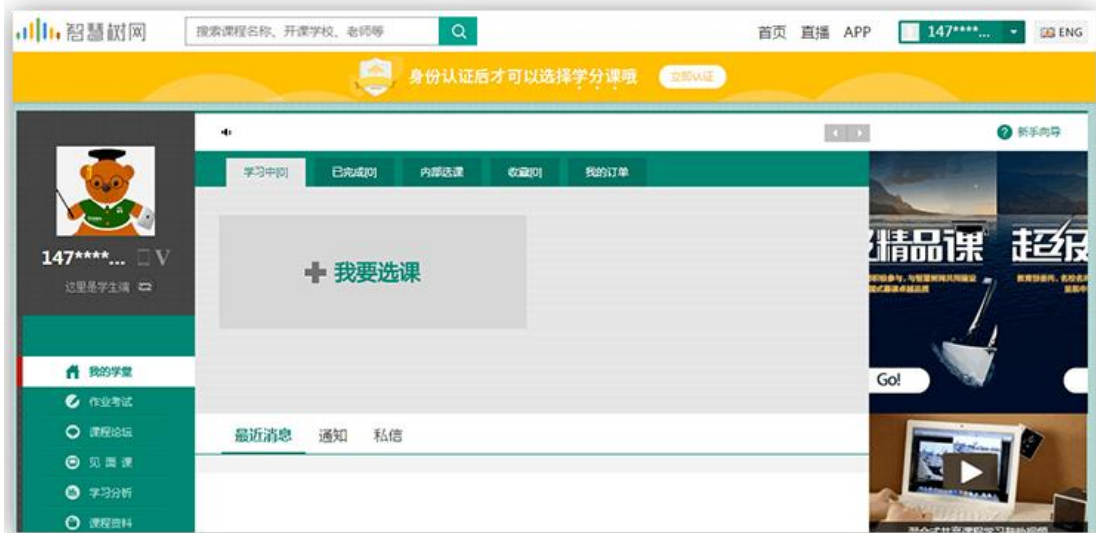 智慧树网
搜索课程名称、开课学校、老师等
首页 直播 APP
147****...
ENG
身份认证后才可以选择学分课哦 立即认证
新手向导
学习中[0] 已完成[0] 内部选课 收藏[0] 我的订单
147****... V
这里是学生端
我要选课
精品课 超级
Go!
我的学堂
作业考试
课程论坛
见面课
学习分析
课程资料
最近消息 通知 私信